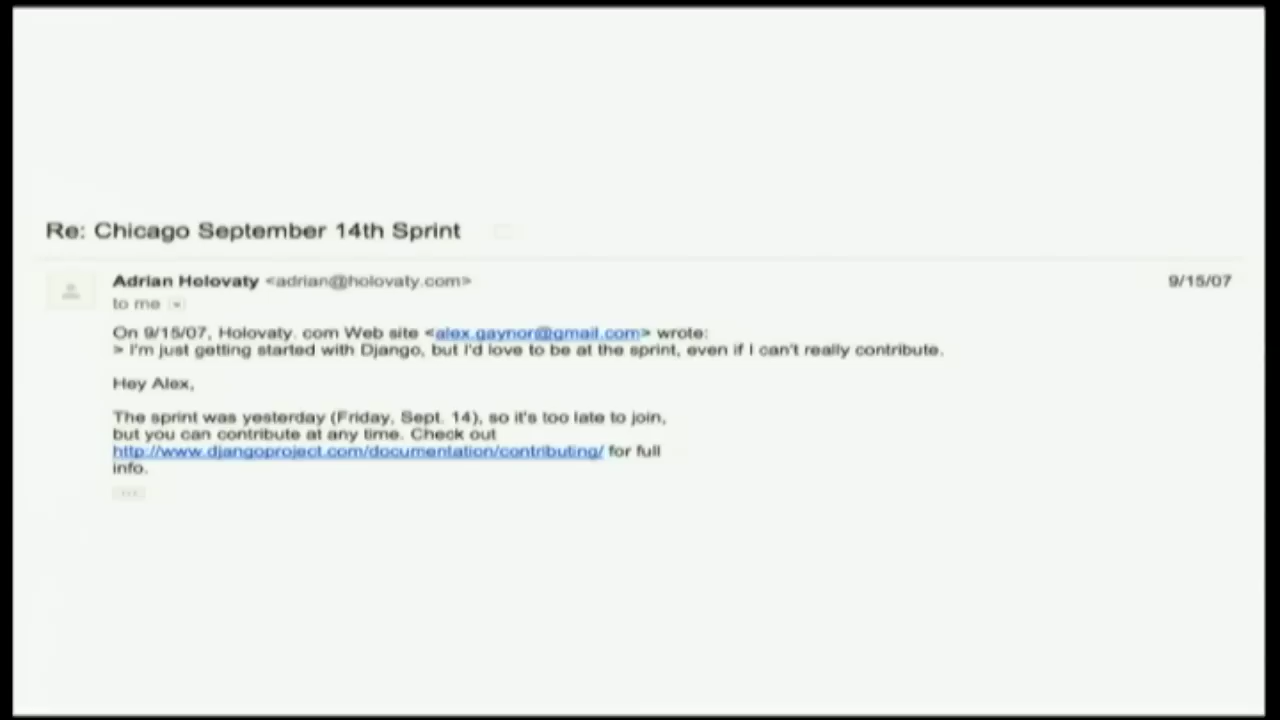 Re: Chicago September 14th Sprint
Adrian Holovaty <adrian@holovaty.com>
9/15/07
to me
On 9/15/07, Holovaty. com Web site <alex.gaynor@gmail.com> wrote:
> I'm just getting started with Django, but I'd love to be at the sprint, even if I can't really contribute.
Hey Alex,
The sprint was yesterday (Friday, Sept. 14), so it's too late to join,
but you can contribute at any time. Check out
http://www.djangoproject.com/documentation/contributing/ for full
info.